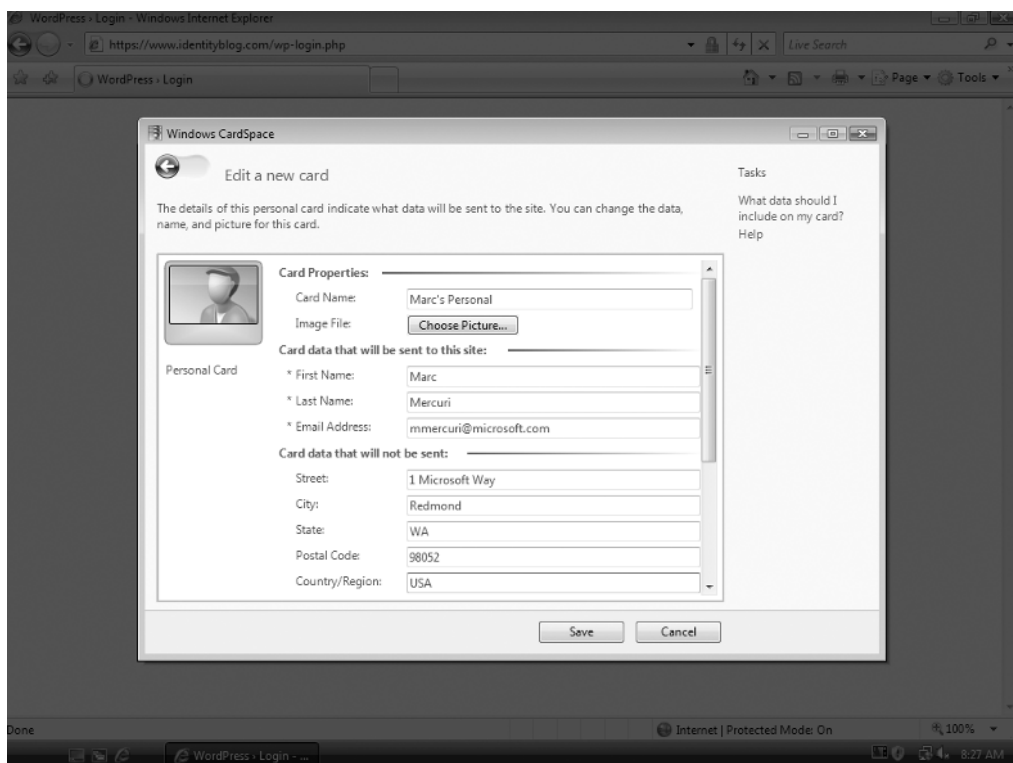 WordPress › Login - Windows Internet Explorer
https://www.identityblog.com/wp-login.php
Live Search
WordPress › Login
Page
Tools
Windows CardSpace
Edit a new card
The details of this personal card indicate what data will be sent to the site. You can change the data,
name, and picture for this card.
Tasks
What data should I
include on my card?
Help
Personal Card
Card Properties:
Card Name: Marc's Personal
Image File: Choose Picture...
Card data that will be sent to this site:
* First Name: Marc
* Last Name: Mercuri
* Email Address: mmercuri@microsoft.com
Card data that will not be sent:
Street: 1 Microsoft Way
City: Redmond
State: WA
Postal Code: 98052
Country/Region: USA
Save Cancel
Done
Internet | Protected Mode: On
100%
WordPress › Login - ...
8:27 AM